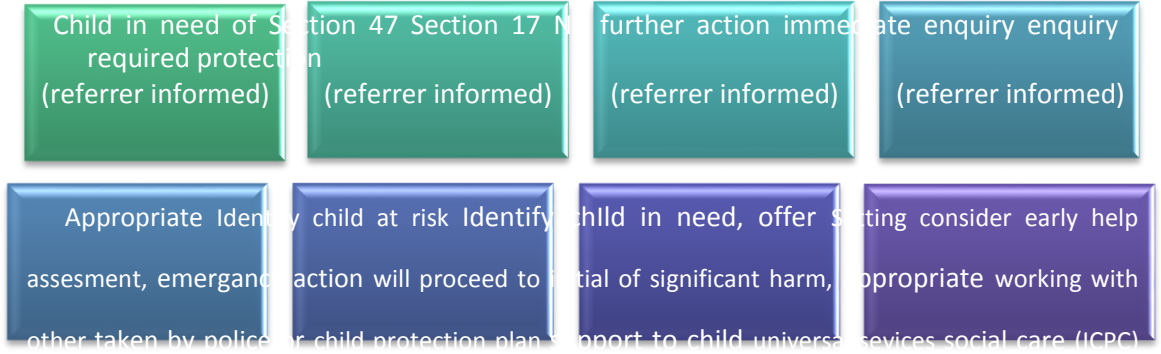 Child in need of Section 47 Section 17 No further action immediate enquiry enquiry
required protection
(referrer informed) (referrer informed) (referrer informed) (referrer informed)
Appropriate Identify child at risk Identify chIld in need, offer Setting consider early help
assesment, emergancy action will proceed to initial of significant harm, appropriate working with
other taken by police or child protection plan support to child universal sevices social care (ICPC)